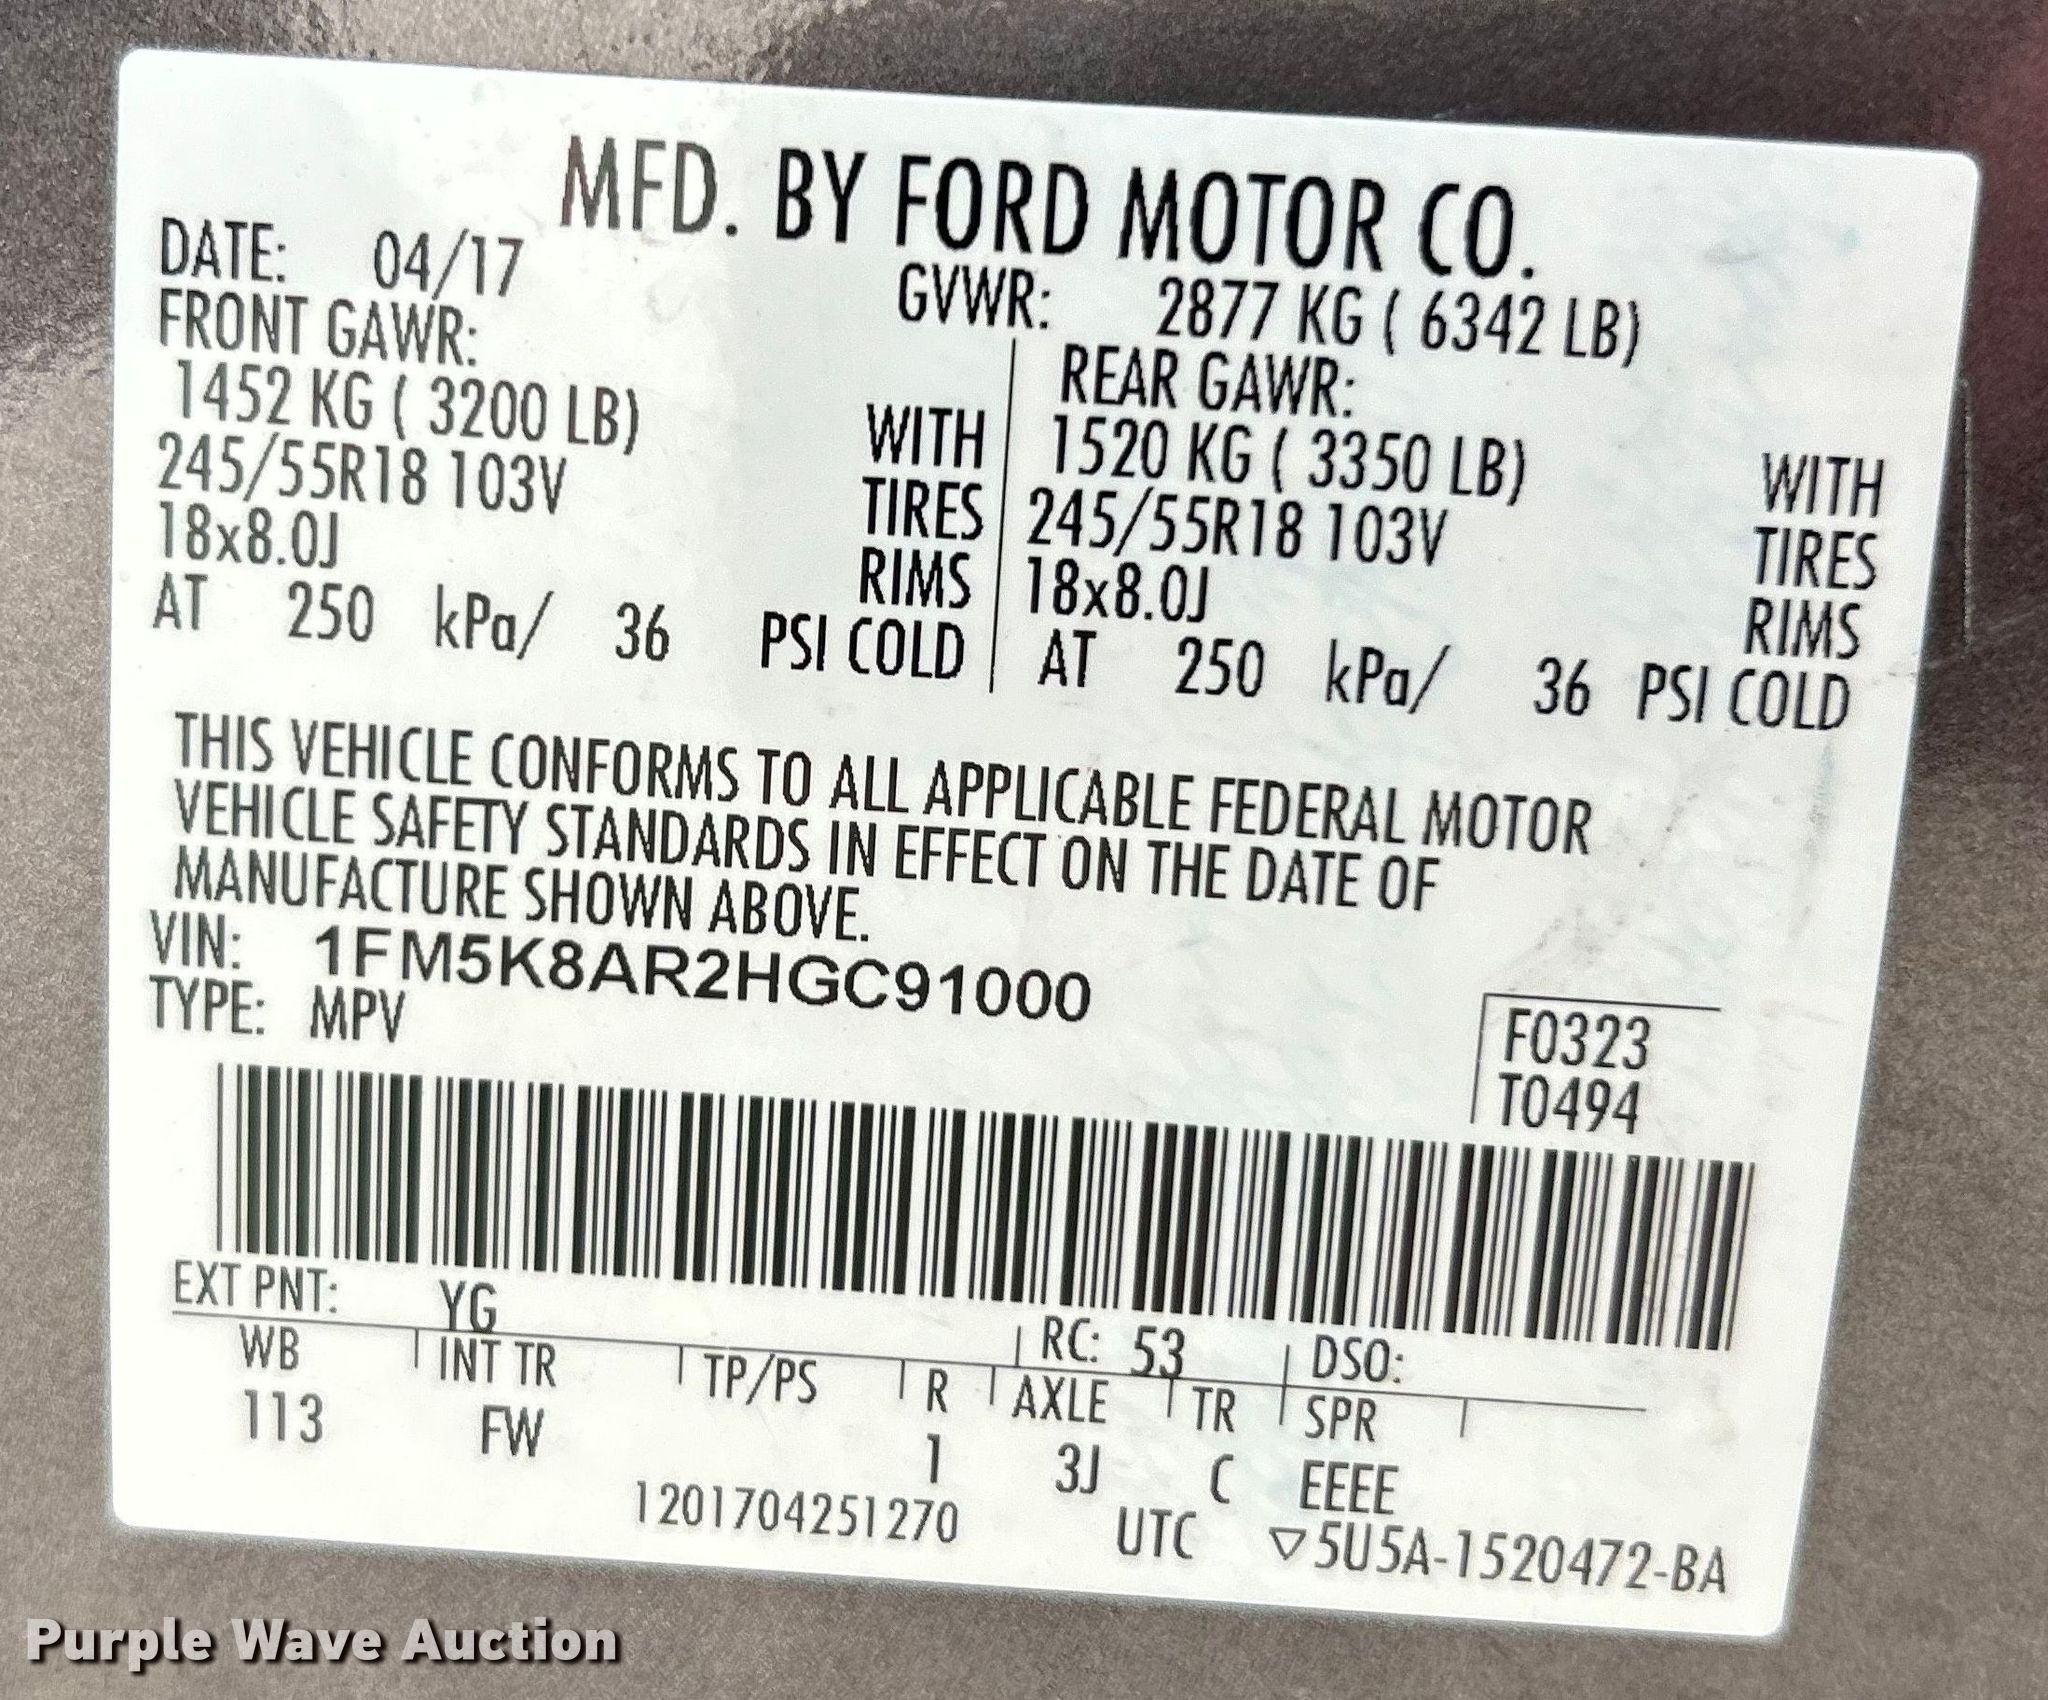 MFD. BY FORD MOTOR CO.
DATE: 04/17 GVWR: 2877 KG ( 6342 LB)
FRONT GAWR: REAR GAWR:
1452 KG ( 3200 LB) WITH 1520 KG ( 3350 LB) WITH
245/55R18 103V TIRES 245/55R18 103V TIRES
18x8.0J RIMS 18x8.0J RIMS
AT 250 kPa/ 36 PSI COLD AT 250 kPa/ 36 PSI COLD
THIS VEHICLE CONFORMS TO ALL APPLICABLE FEDERAL MOTOR
VEHICLE SAFETY STANDARDS IN EFFECT ON THE DATE OF
MANUFACTURE SHOWN ABOVE.
VIN: 1FM5K8AR2HGC91000
TYPE: MPV
F0323
T0494
EXT PNT: YG RC: 53 DSO:
WB INT TR TP/PS R AXLE TR SPR
113 FW 1 3J C EEEE
1201704251270 UTC ▽5U5A-1520472-BA
Purple Wave Auction